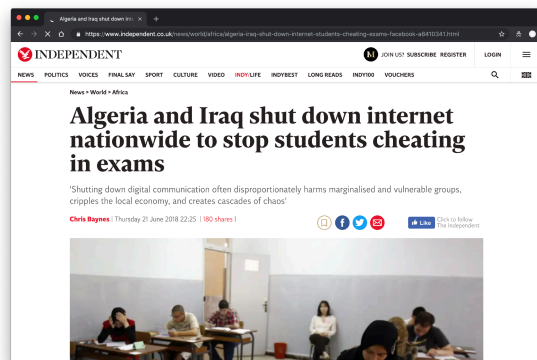 Algeria and Iraq shut down int
https://www.independent.co.uk/news/world/africa/algeria-iraq-shut-down-internet-students-cheating-exams-facebook-a8410341.html
INDEPENDENT
JOIN US? SUBSCRIBE REGISTER LOGIN
NEWS POLITICS VOICES FINAL SAY SPORT CULTURE VIDEO INDY/LIFE INDYBEST LONG READS INDY100 VOUCHERS
News > World > Africa
Algeria and Iraq shut down internet
nationwide to stop students cheating
in exams
'Shutting down digital communication often disproportionately harms marginalised and vulnerable groups,
cripples the local economy, and creates cascades of chaos'
Chris Baynes | Thursday 21 June 2018 22:25 | 180 shares |
Like
Click to follow
The Independent